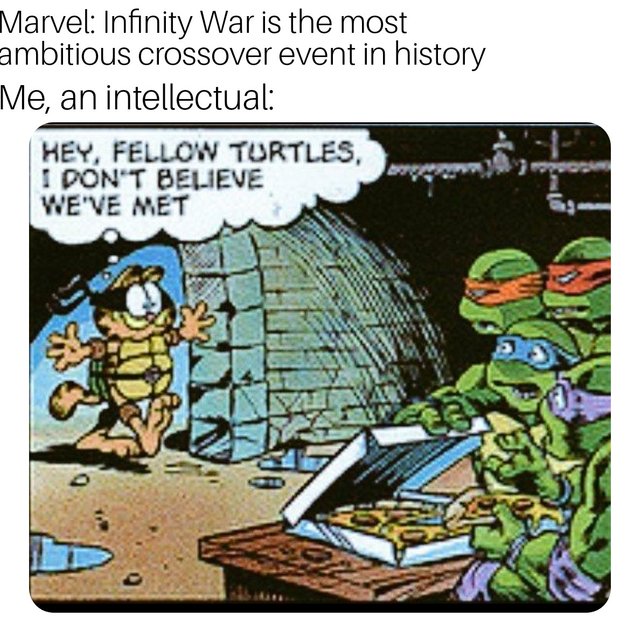 Marvel: Infinity War is the most
ambitious crossover event in history
Me, an intellectual:
HEY, FELLOW TURTLES,
I DON'T BELIEVE
WE'VE MET